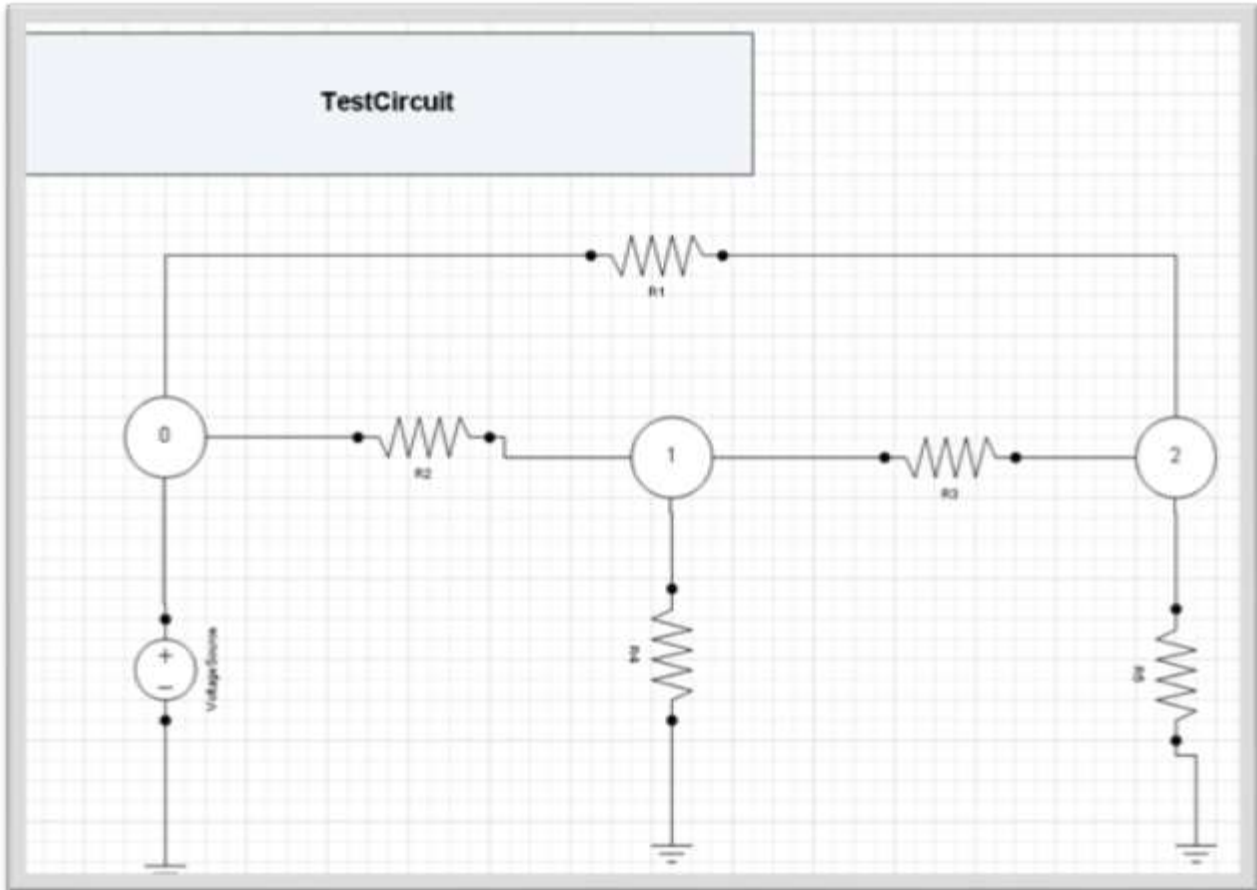 TestCircuit
R1
0
R2
1
R3
2
VoltageSource
R4
R5
+
−